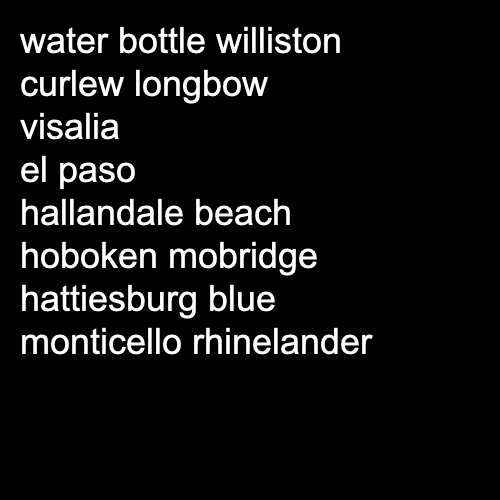 water bottle williston
curlew longbow
visalia
el paso
hallandale beach
hoboken mobridge
hattiesburg blue
monticello rhinelander